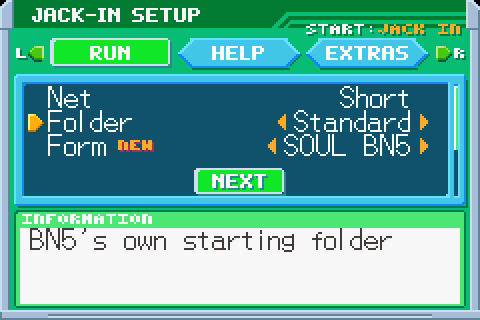 JACK-IN SETUP
START:JACK IN
L RUN HELP EXTRAS R
Net Short
Folder Standard
Form NEW SOUL BN5
NEXT
INFORMATION
BN5's own starting folder